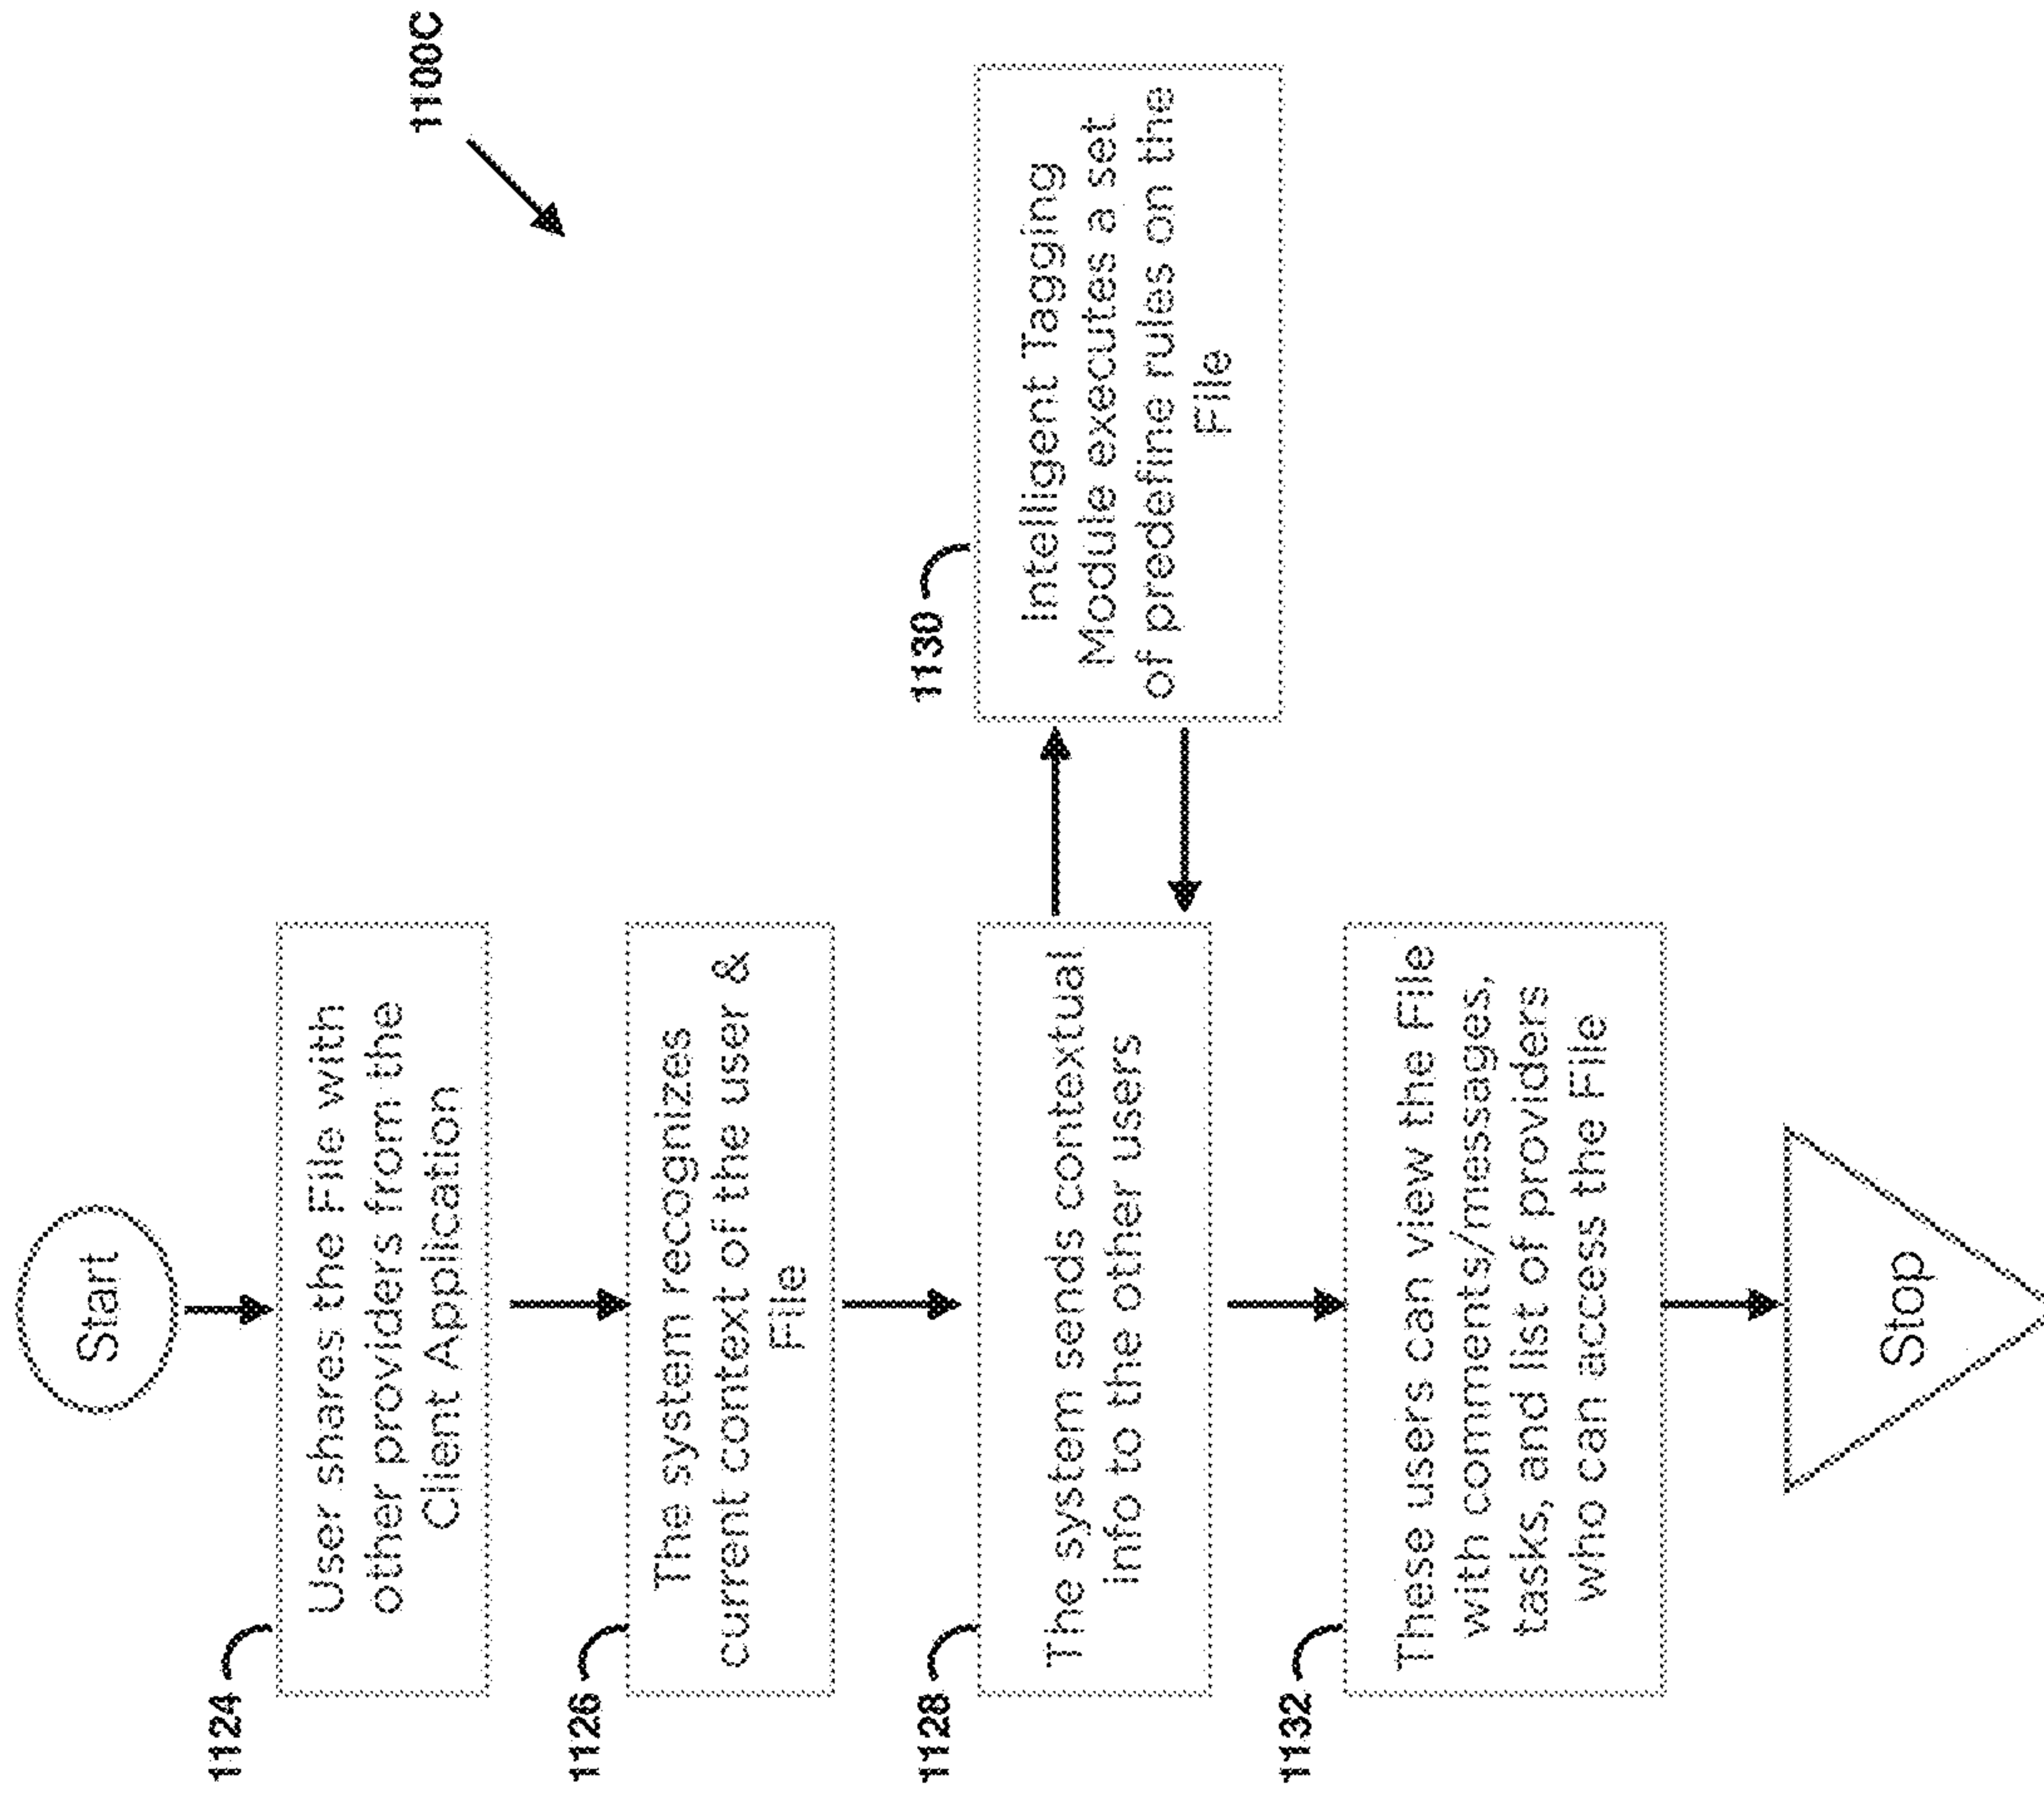 1100C
Start
1124
User shares the File with
other providers from the
Client Application
1126
The system recognizes
current context of the user &
File
1128
The system sends contextual
info to the other users
1130
Intelligent Tagging
Module executes a set
of predefine rules on the
File
1132
These users can view the File
with comments/messages,
tasks, and list of providers
who can access the File
Stop